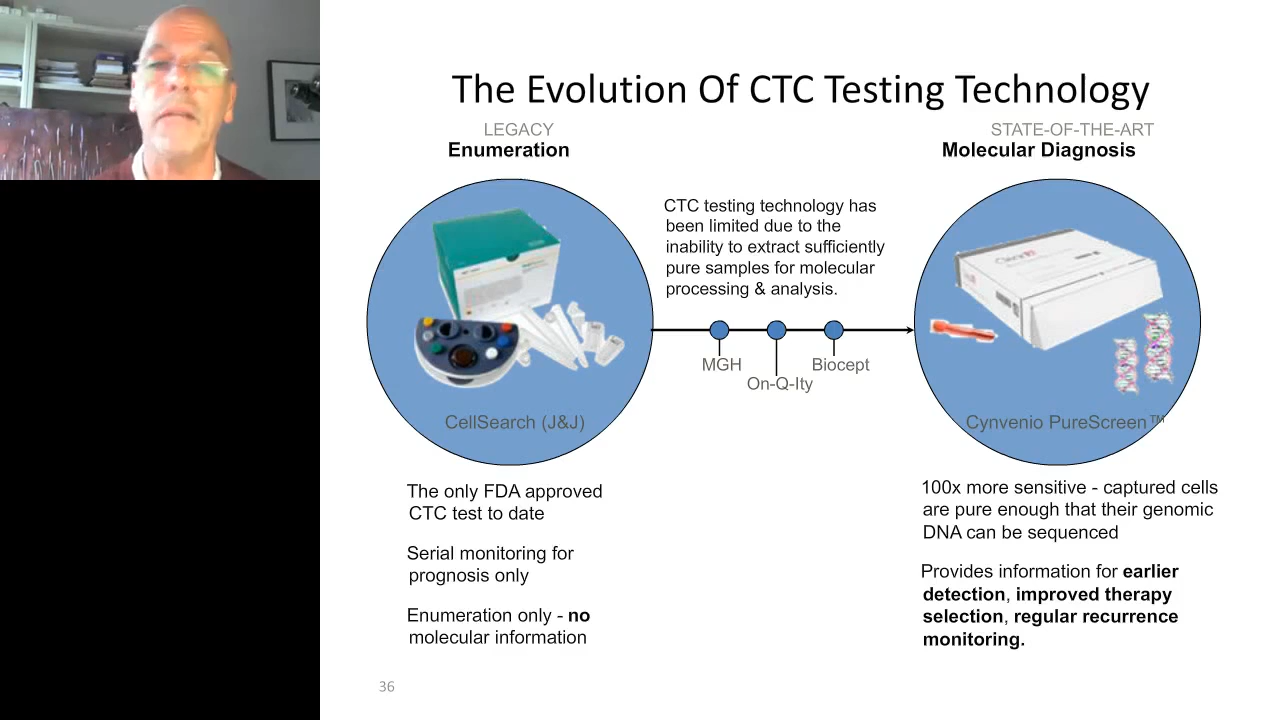 The Evolution Of CTC Testing Technology
LEGACY
Enumeration
STATE-OF-THE-ART
Molecular Diagnosis
CTC testing technology has
been limited due to the
inability to extract sufficiently
pure samples for molecular
processing & analysis.
MGH
On-Q-Ity
Biocept
CellSearch (J&J)
Cynvenio PureScreen™
The only FDA approved
CTC test to date
Serial monitoring for
prognosis only
Enumeration only - no
molecular information
100x more sensitive - captured cells
are pure enough that their genomic
DNA can be sequenced
Provides information for earlier
detection, improved therapy
selection, regular recurrence
monitoring.
36